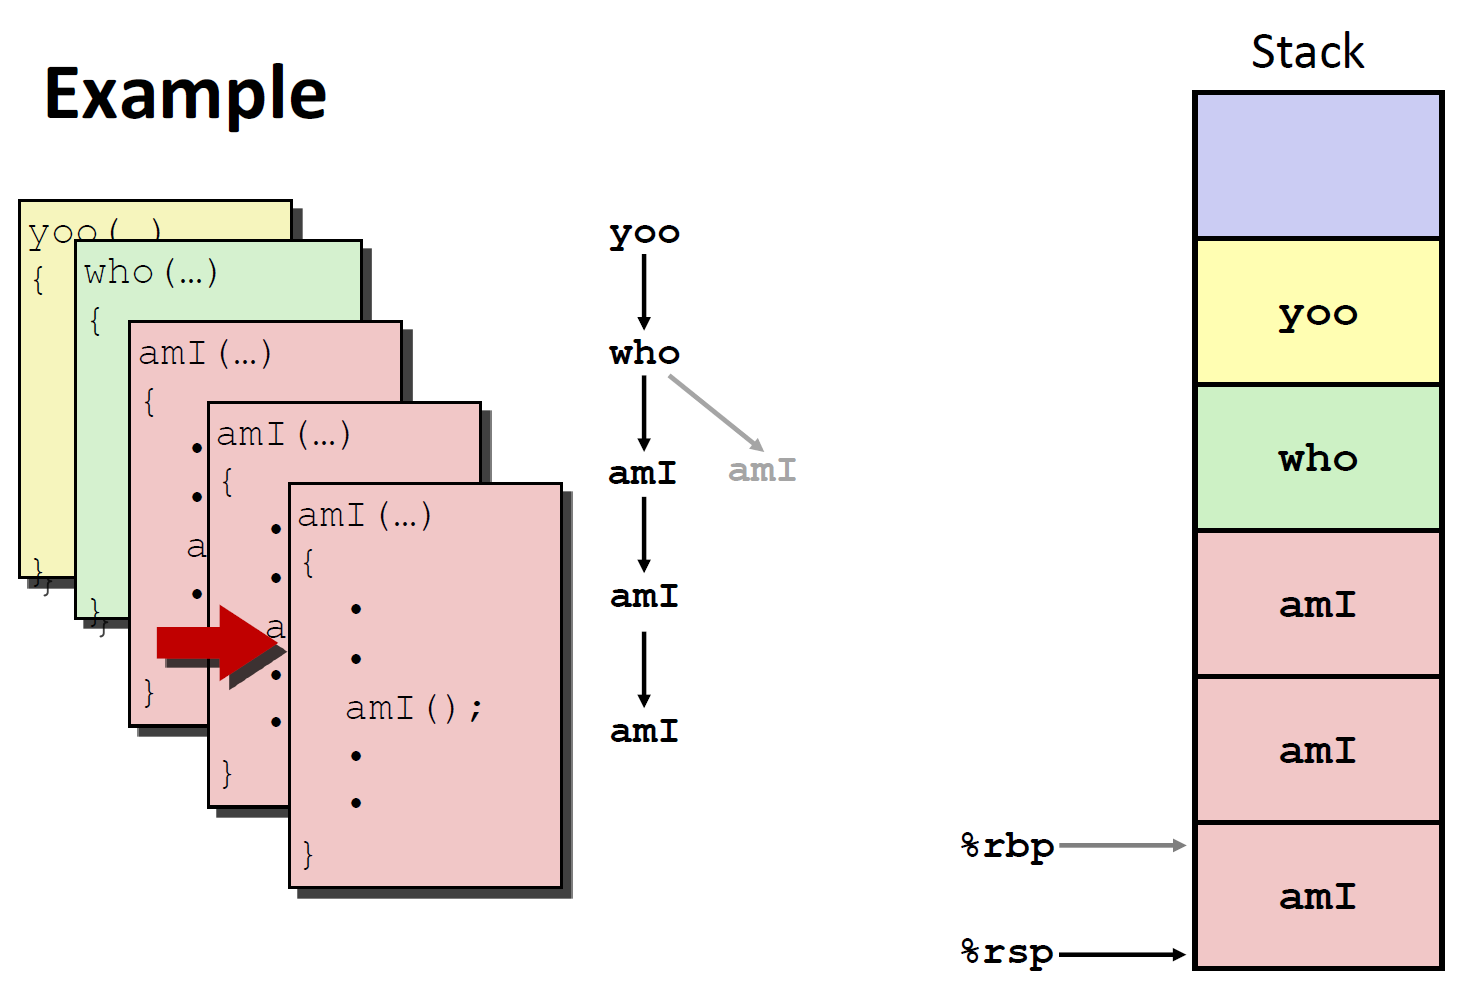 Example
Stack
yoo( )
{
}
}
who(…)
{
}
}
amI(…)
{
•
•
a
•
}
amI(…)
{
•
•
a
•
•
}
amI(…)
{
•
•
amI();
•
•
}
yoo
who
amI
amI
amI
amI
yoo
who
amI
amI
amI
%rbp
%rsp